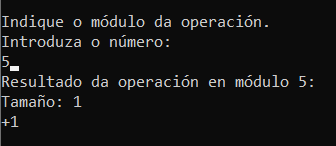 Indique o módulo da operación.
Introduza o número:
5
Resultado da operación en módulo 5:
Tamaño: 1
+1